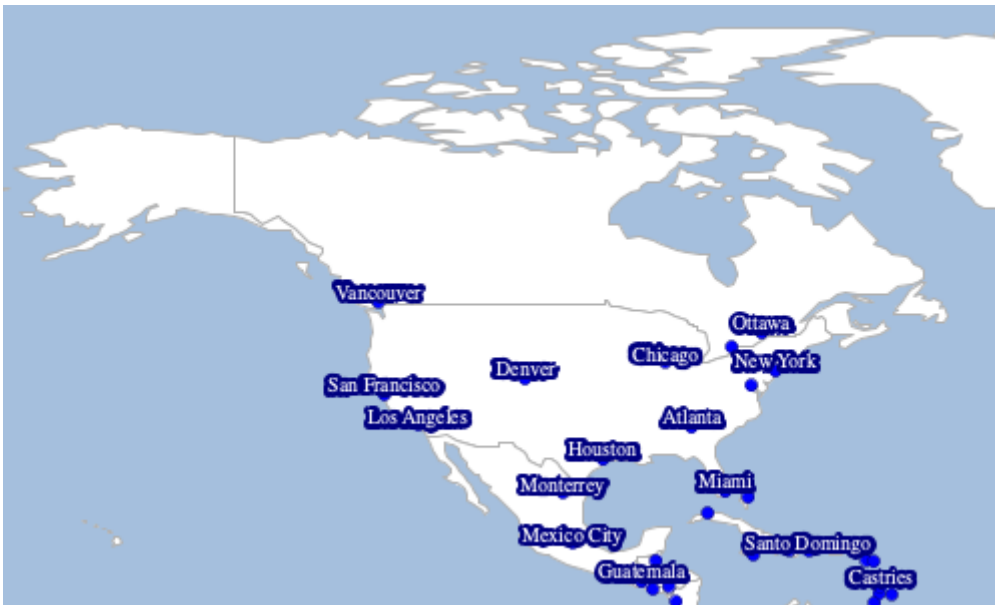 Vancouver
Ottawa
Chicago
New York
Denver
San Francisco
Los Angeles
Atlanta
Houston
Miami
Monterrey
Mexico City
Santo Domingo
Guatemala
Castries